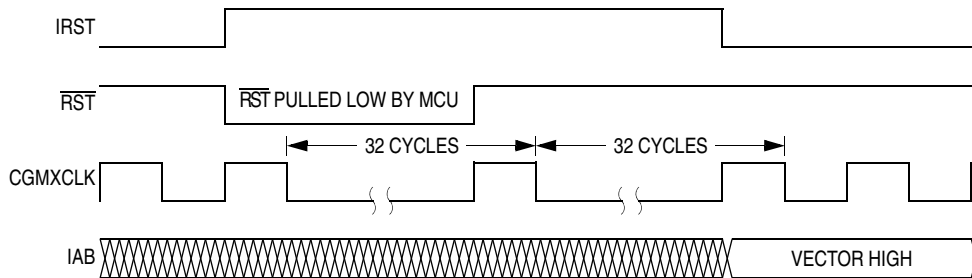 IRST
RST
RST PULLED LOW BY MCU
32 CYCLES
32 CYCLES
CGMXCLK
IAB
VECTOR HIGH